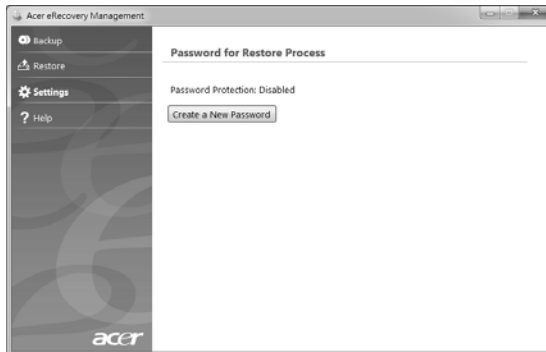 Acer eRecovery Management
Backup
Restore
Settings
? Help
Password for Restore Process
Password Protection: Disabled
Create a New Password
acer